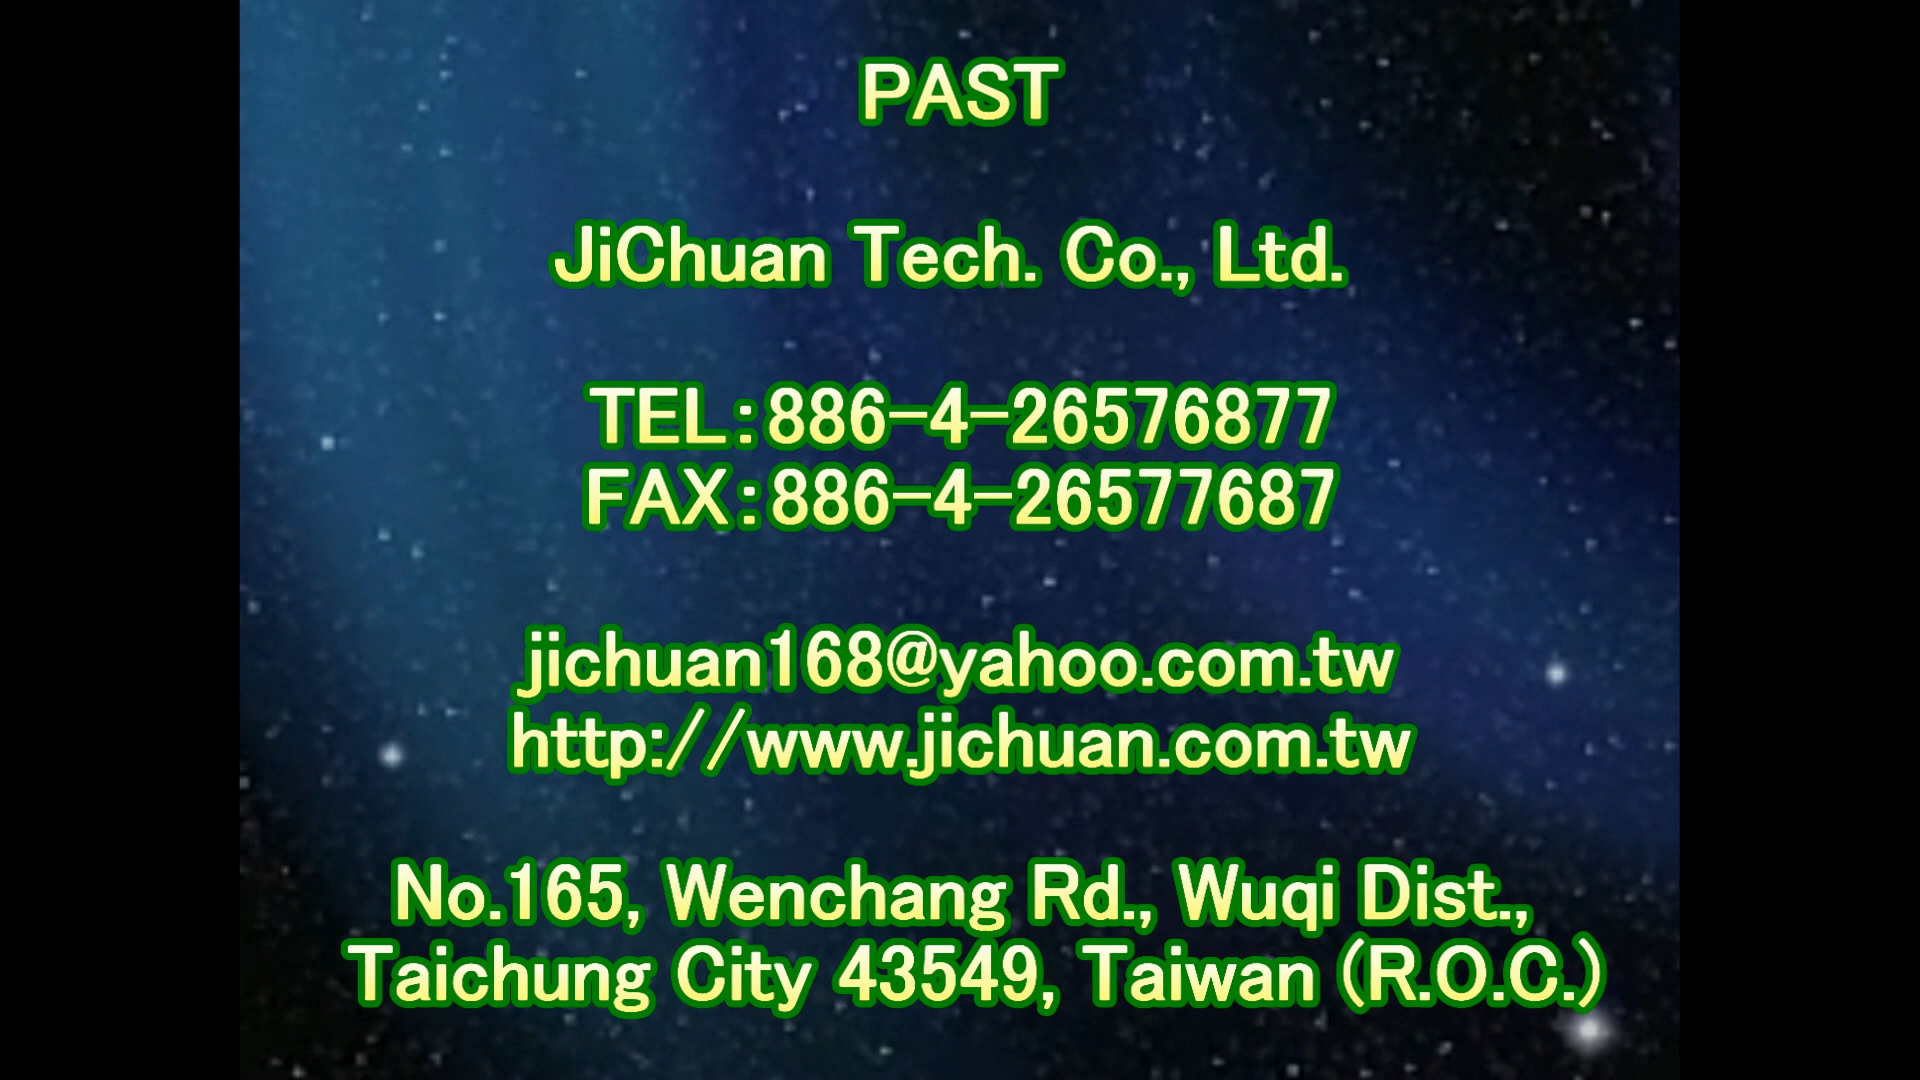 PAST
JiChuan Tech. Co., Ltd.
TEL:886-4-26576877
FAX:886-4-26577687
jichuan168@yahoo.com.tw
http://www.jichuan.com.tw
No.165, Wenchang Rd., Wuqi Dist.,
Taichung City 43549, Taiwan (R.O.C.)